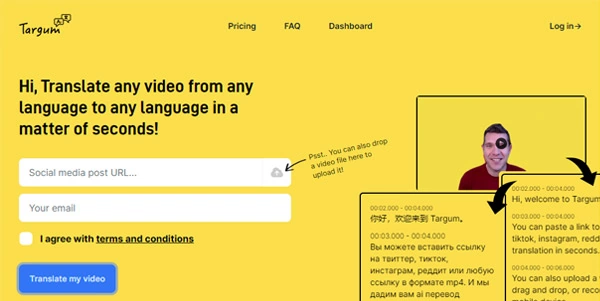 Targum
Pricing
FAQ
Dashboard
Log in→
Hi, Translate any video from any
language to any language in a
matter of seconds!
Social media post URL...
Psst.. You can also drop
a video file here to
upload it!
Your email
I agree with terms and conditions
Translate my video
00:02.000 - 00:04.000
你好，欢迎来到 Targum。
00:03.000 - 00:04.000
Вы можете вставить ссылку
на твиттер, тикток,
инстаграм, реддит или любую
ссылку в формате mp4. И мы
дадим вам ai перевод
00:02.000 - 00:04.000
Hi, welcome to Targum
00:03.000 - 00:04.000
You can paste a link to
tiktok, instagram, redd
translation in seconds.
00:04.000 - 00:06.000
You can also upload a
drag and drop, or reco